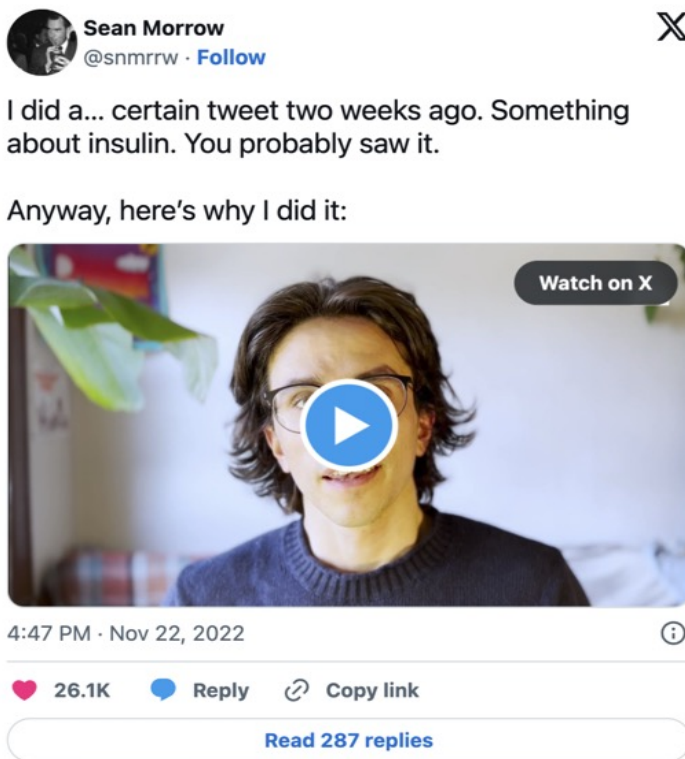 Sean Morrow
@snmrrw · Follow
I did a... certain tweet two weeks ago. Something
about insulin. You probably saw it.
Anyway, here's why I did it:
Watch on X
4:47 PM · Nov 22, 2022
26.1K Reply Copy link
Read 287 replies